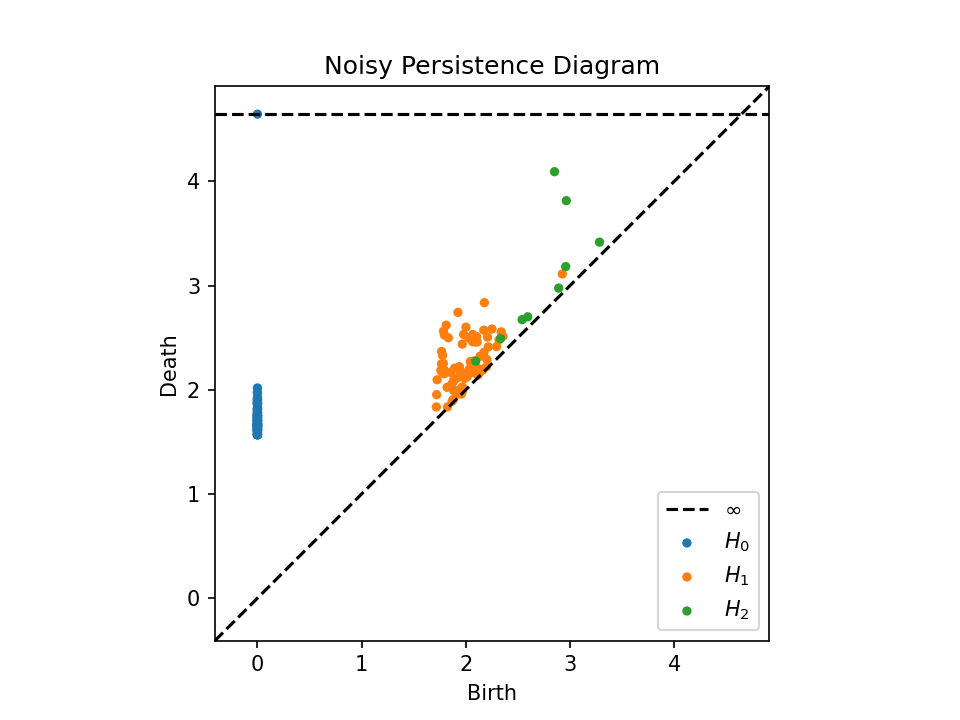 Noisy Persistence Diagram
Death
4
3
2
1
0
0 1 2 3 4
Birth
∞
H₀
H₁
H₂